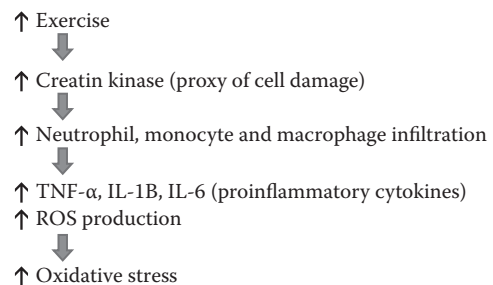 ↑ Exercise
↑ Creatin kinase (proxy of cell damage)
↑ Neutrophil, monocyte and macrophage infiltration
↑ TNF-α, IL-1B, IL-6 (proinflammatory cytokines)
↑ ROS production
↑ Oxidative stress